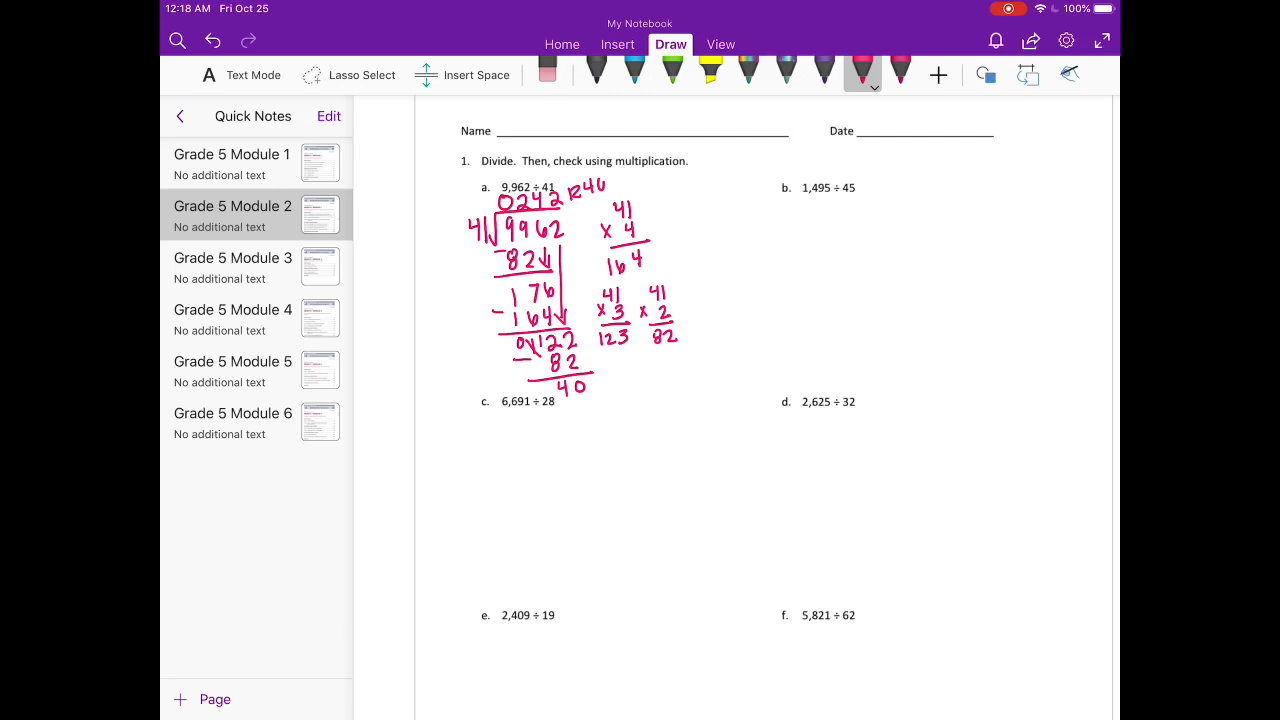 12:18 AM Fri Oct 25
100%
My Notebook
Home Insert Draw View
Text Mode Lasso Select Insert Space
Quick Notes Edit
Grade 5 Module 1
No additional text
Grade 5 Module 2
No additional text
Grade 5 Module 3
No additional text
Grade 5 Module 4
No additional text
Grade 5 Module 5
No additional text
Grade 5 Module 6
No additional text
Page
Name Date
1. Divide. Then, check using multiplication.
a. 9,962 ÷ 41
b. 1,495 ÷ 45
0242 R40
41 9962
- 82
176
- 164
0122
- 82
40
41
x 4
164
41
x 3
123
41
x 2
82
c. 6,691 ÷ 28
d. 2,625 ÷ 32
e. 2,409 ÷ 19
f. 5,821 ÷ 62